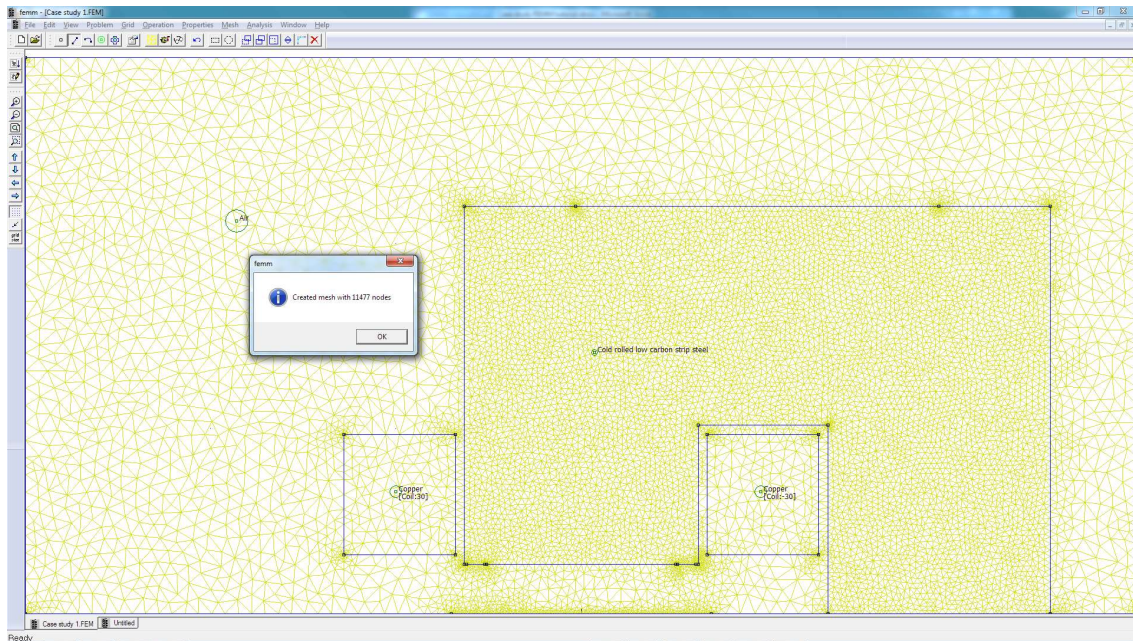 femm - [Case study 1.FEM]
File Edit View Problem Grid Operation Properties Mesh Analysis Window Help
Air
femm
Created mesh with 11477 nodes
OK
Cold rolled low carbon strip steel
Copper
[Coil:30]
Copper
[Coil:-30]
Case study 1.FEM Untitled
Ready